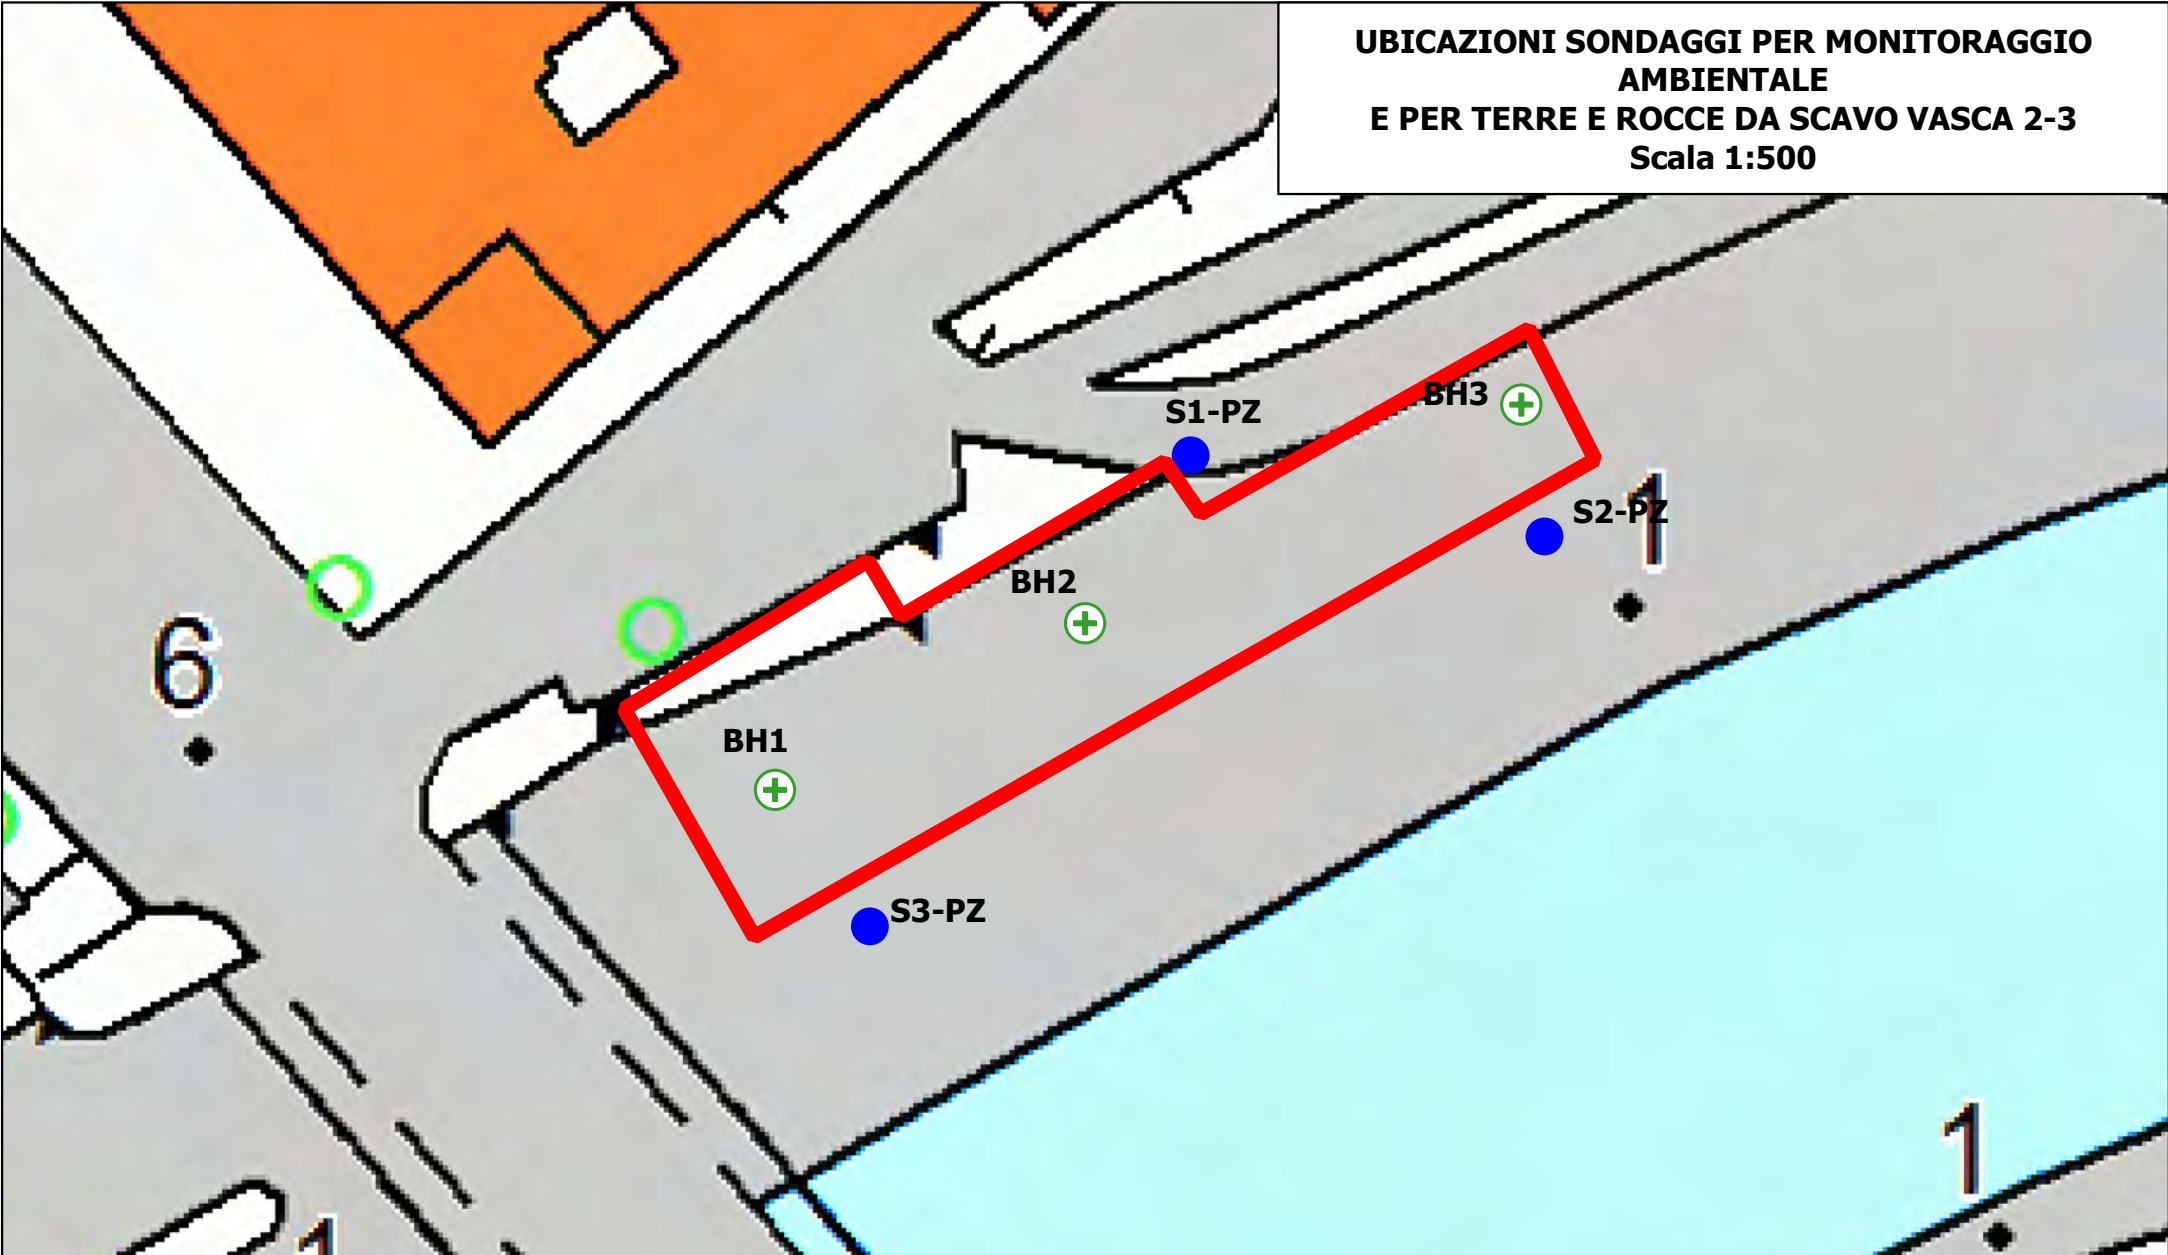 UBICAZIONI SONDAGGI PER MONITORAGGIO
AMBIENTALE
E PER TERRE E ROCCE DA SCAVO VASCA 2-3
Scala 1:500
BH3
S1-PZ
S2-PZ
1
BH2
6
BH1
S3-PZ
1
1